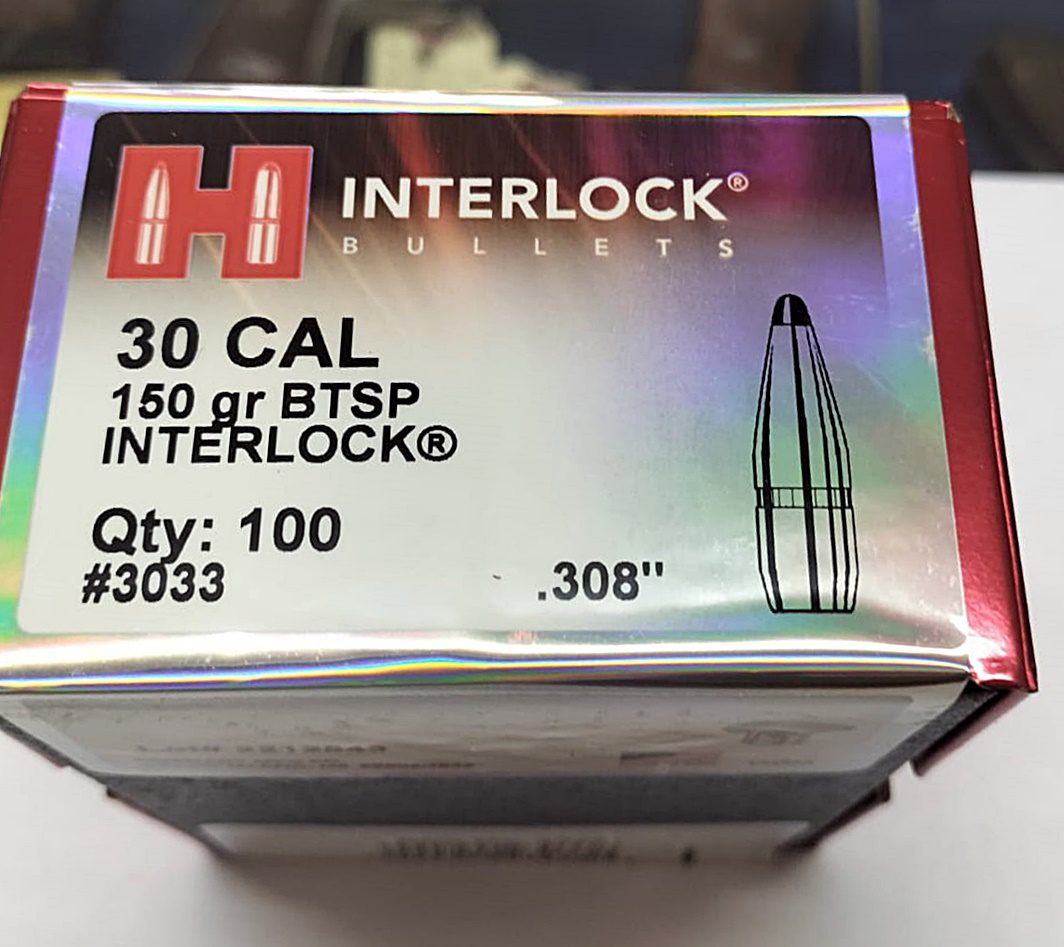 H INTERLOCK®
BULLETS
30 CAL
150 gr BTSP
INTERLOCK®
Qty: 100
#3033 .308"